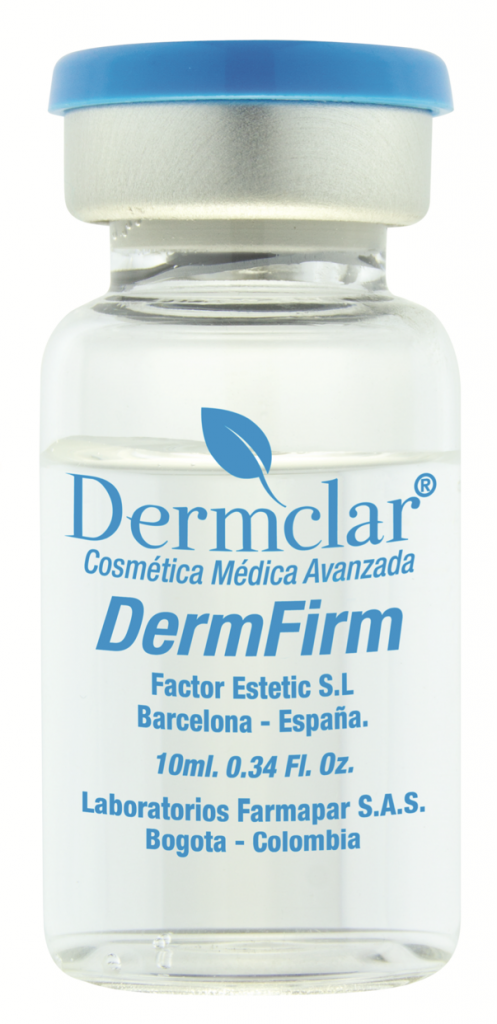 Dermclar®
Cosmética Médica Avanzada
DermFirm
Factor Estetic S.L
Barcelona - España.
10ml. 0.34 Fl. Oz.
Laboratorios Farmapar S.A.S.
Bogota - Colombia